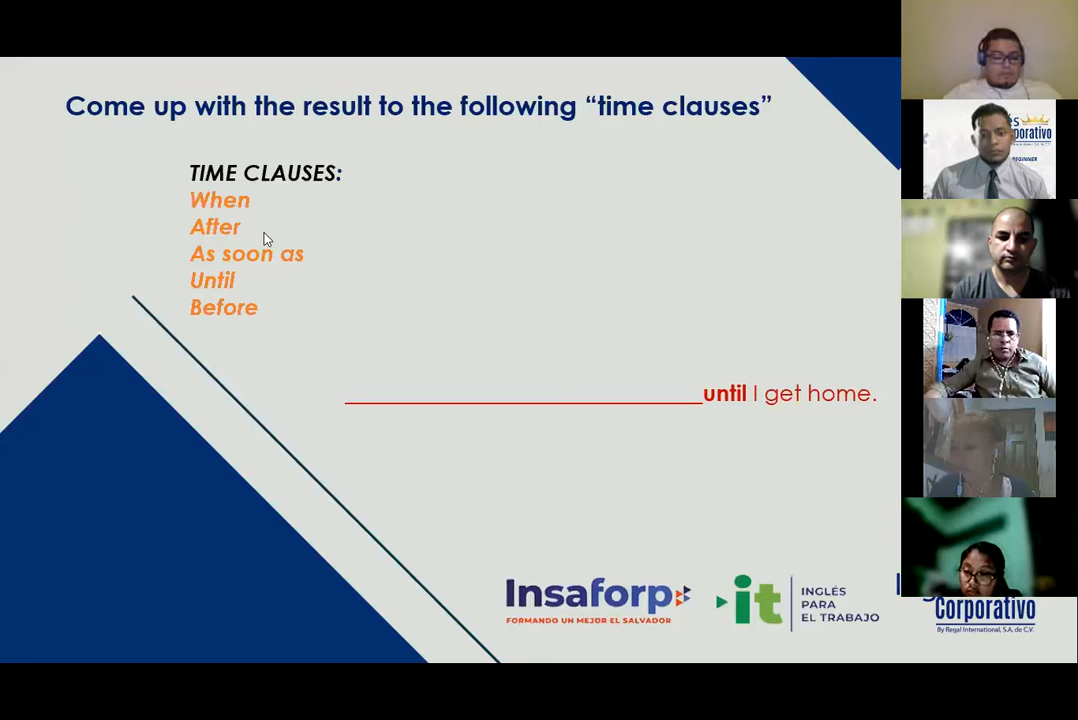 Come up with the result to the following “time clauses”
TIME CLAUSES:
When
After
As soon as
Until
Before
____________________________until I get home.
Insaforp
FORMANDO UN MEJOR EL SALVADOR
it
INGLÉS
PARA
EL TRABAJO
Corporativo
By Regal International, S.A. de C.V.